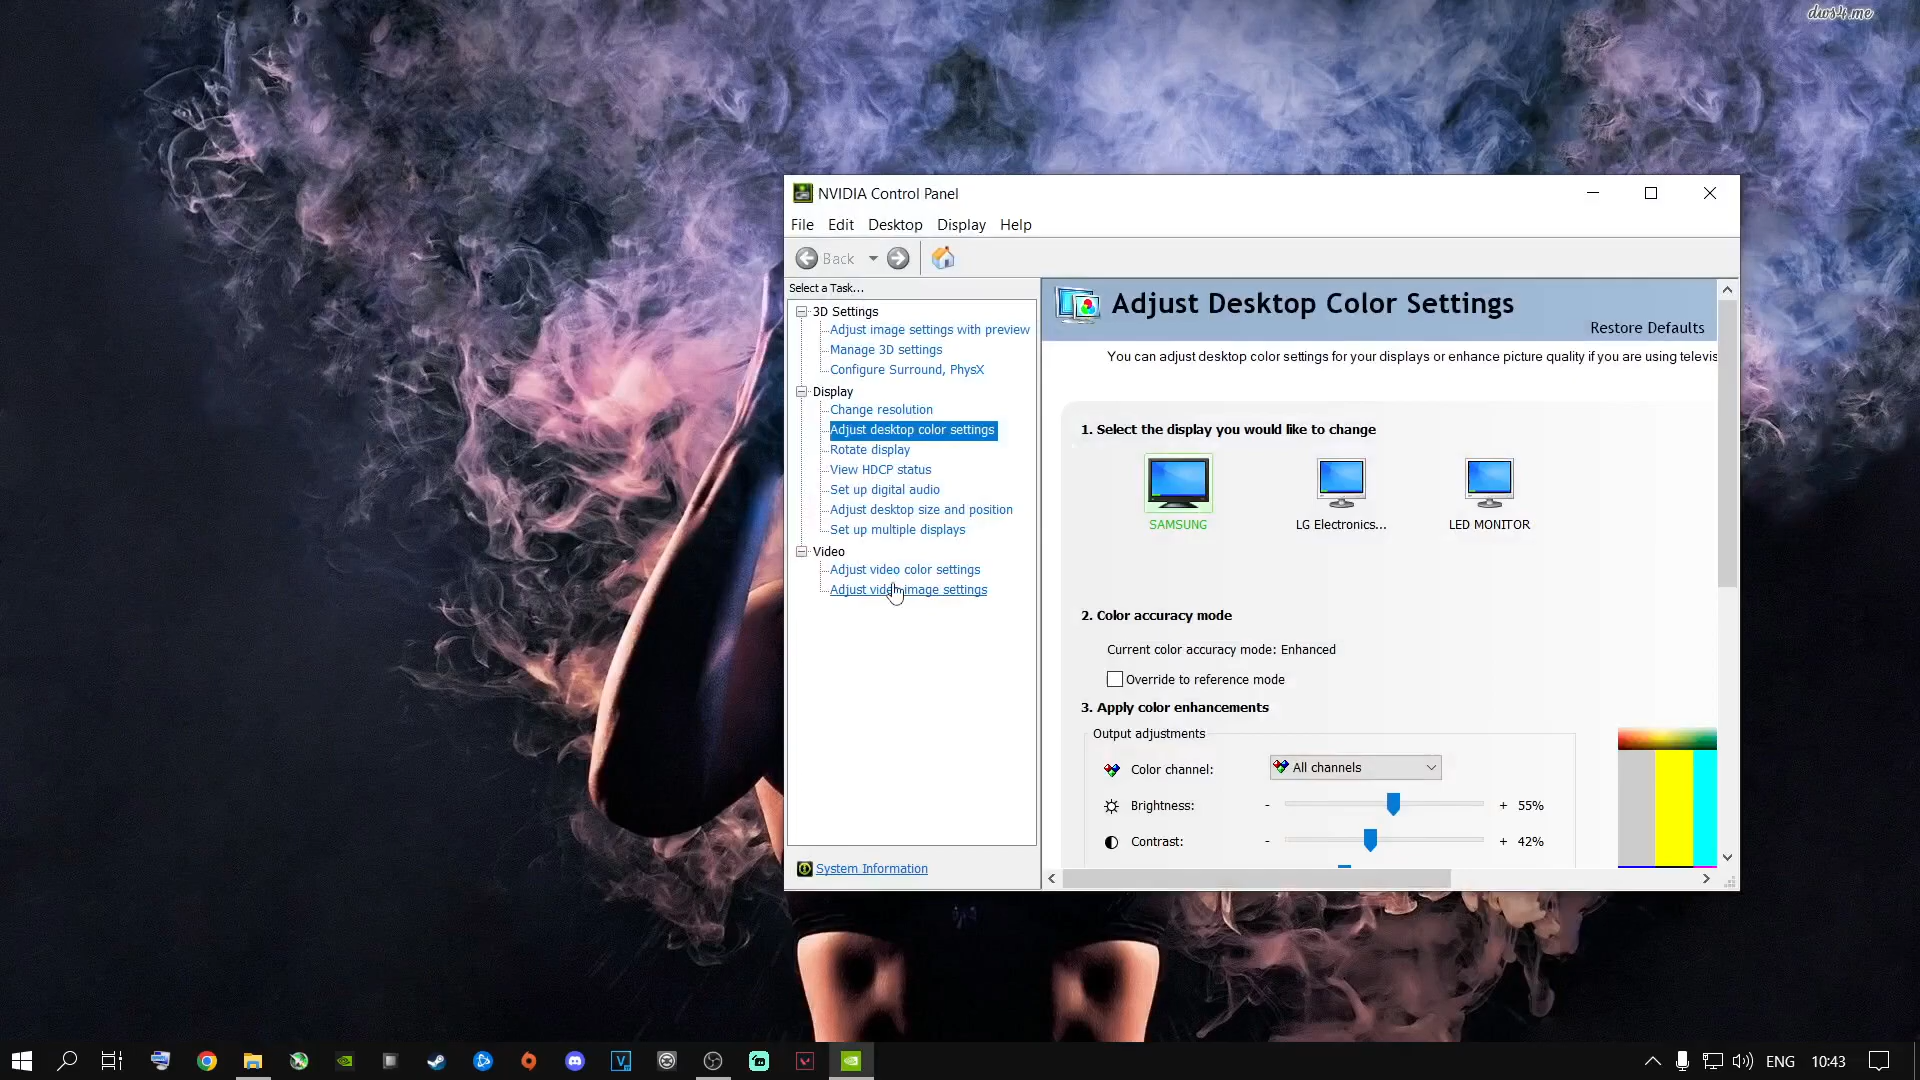 dws4.me
NVIDIA Control Panel
File Edit Desktop Display Help
Back
Select a Task...
3D Settings
Adjust image settings with preview
Manage 3D settings
Configure Surround, PhysX
Display
Change resolution
Adjust desktop color settings
Rotate display
View HDCP status
Set up digital audio
Adjust desktop size and position
Set up multiple displays
Video
Adjust video color settings
Adjust video image settings
System Information
Adjust Desktop Color Settings
Restore Defaults
You can adjust desktop color settings for your displays or enhance picture quality if you are using televis
1. Select the display you would like to change
SAMSUNG LG Electronics... LED MONITOR
2. Color accuracy mode
Current color accuracy mode: Enhanced
Override to reference mode
3. Apply color enhancements
Output adjustments
Color channel: All channels
Brightness: - + 55%
Contrast: - + 42%
ENG 10:43